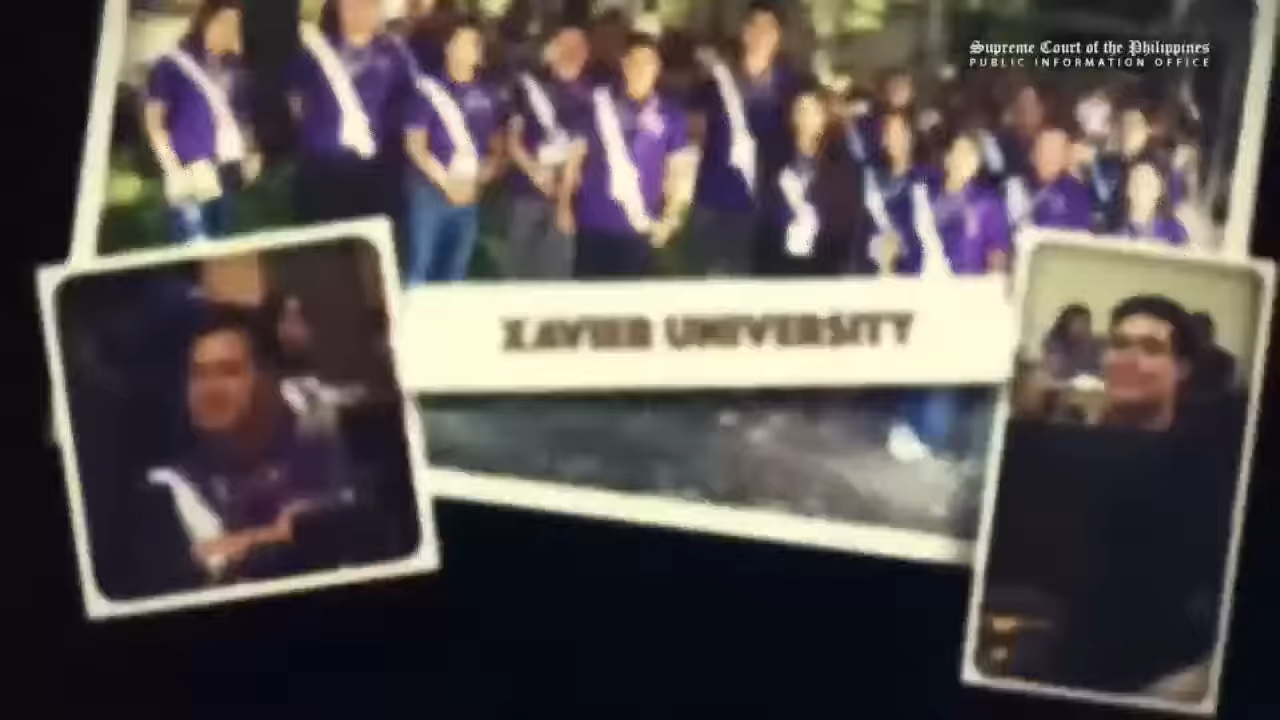 Supreme Court of the Philippines
PUBLIC INFORMATION OFFICE
XAVIER UNIVERSITY